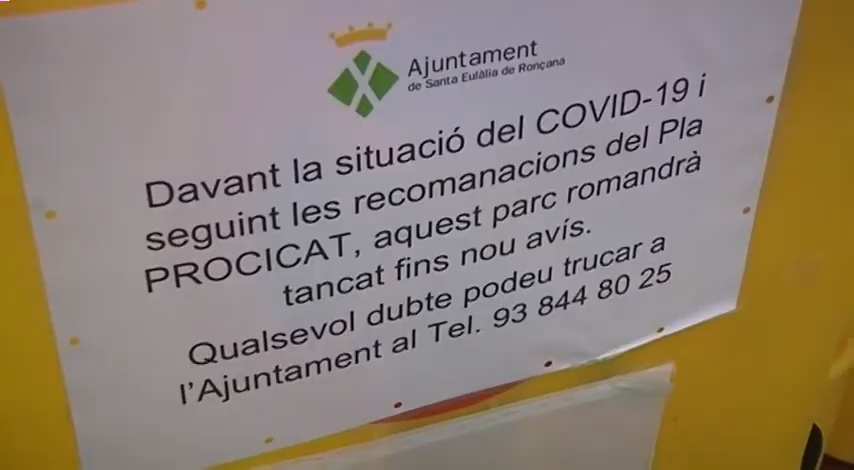 Ajuntament
de Santa Eulàlia de Ronçana
Davant la situació del COVID-19 i
seguint les recomanacions del Pla
PROCICAT, aquest parc romandrà
tancat fins nou avís.
Qualsevol dubte podeu trucar a
l'Ajuntament al Tel. 93 844 80 25